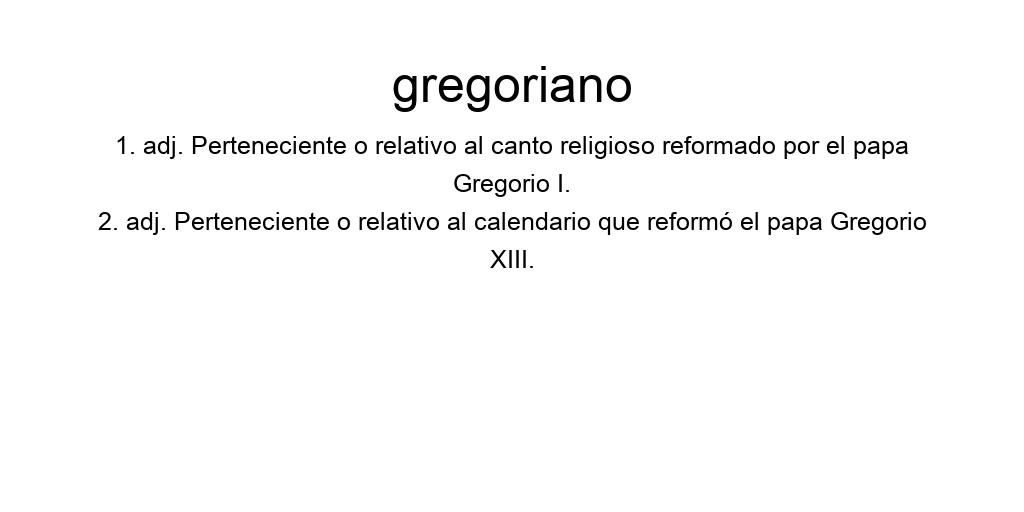 gregoriano
1. adj. Perteneciente o relativo al canto religioso reformado por el papa
Gregorio I.
2. adj. Perteneciente o relativo al calendario que reformó el papa Gregorio
XIII.